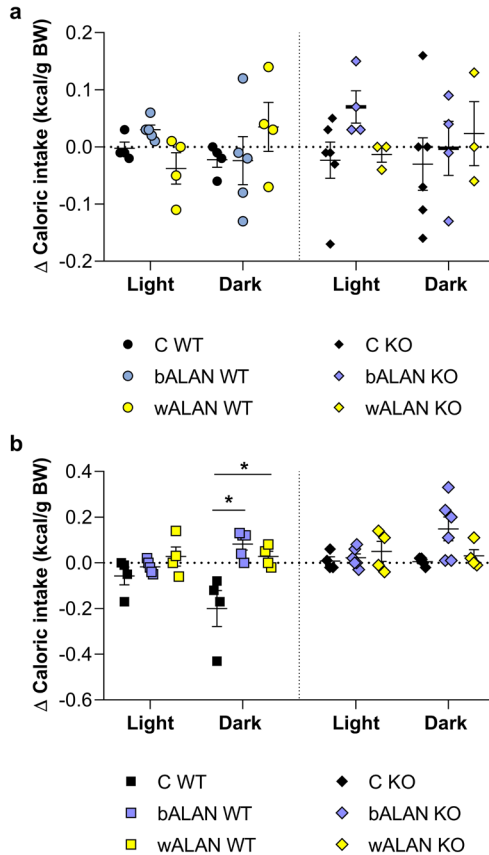 a
Δ Caloric intake (kcal/g BW)
0.2
0.1
0.0
-0.1
-0.2
Light Dark Light Dark
C WT C KO
bALAN WT bALAN KO
wALAN WT wALAN KO
b
Δ Caloric intake (kcal/g BW)
0.4
0.2
0.0
-0.2
-0.4
-0.6
*
*
Light Dark Light Dark
C WT C KO
bALAN WT bALAN KO
wALAN WT wALAN KO